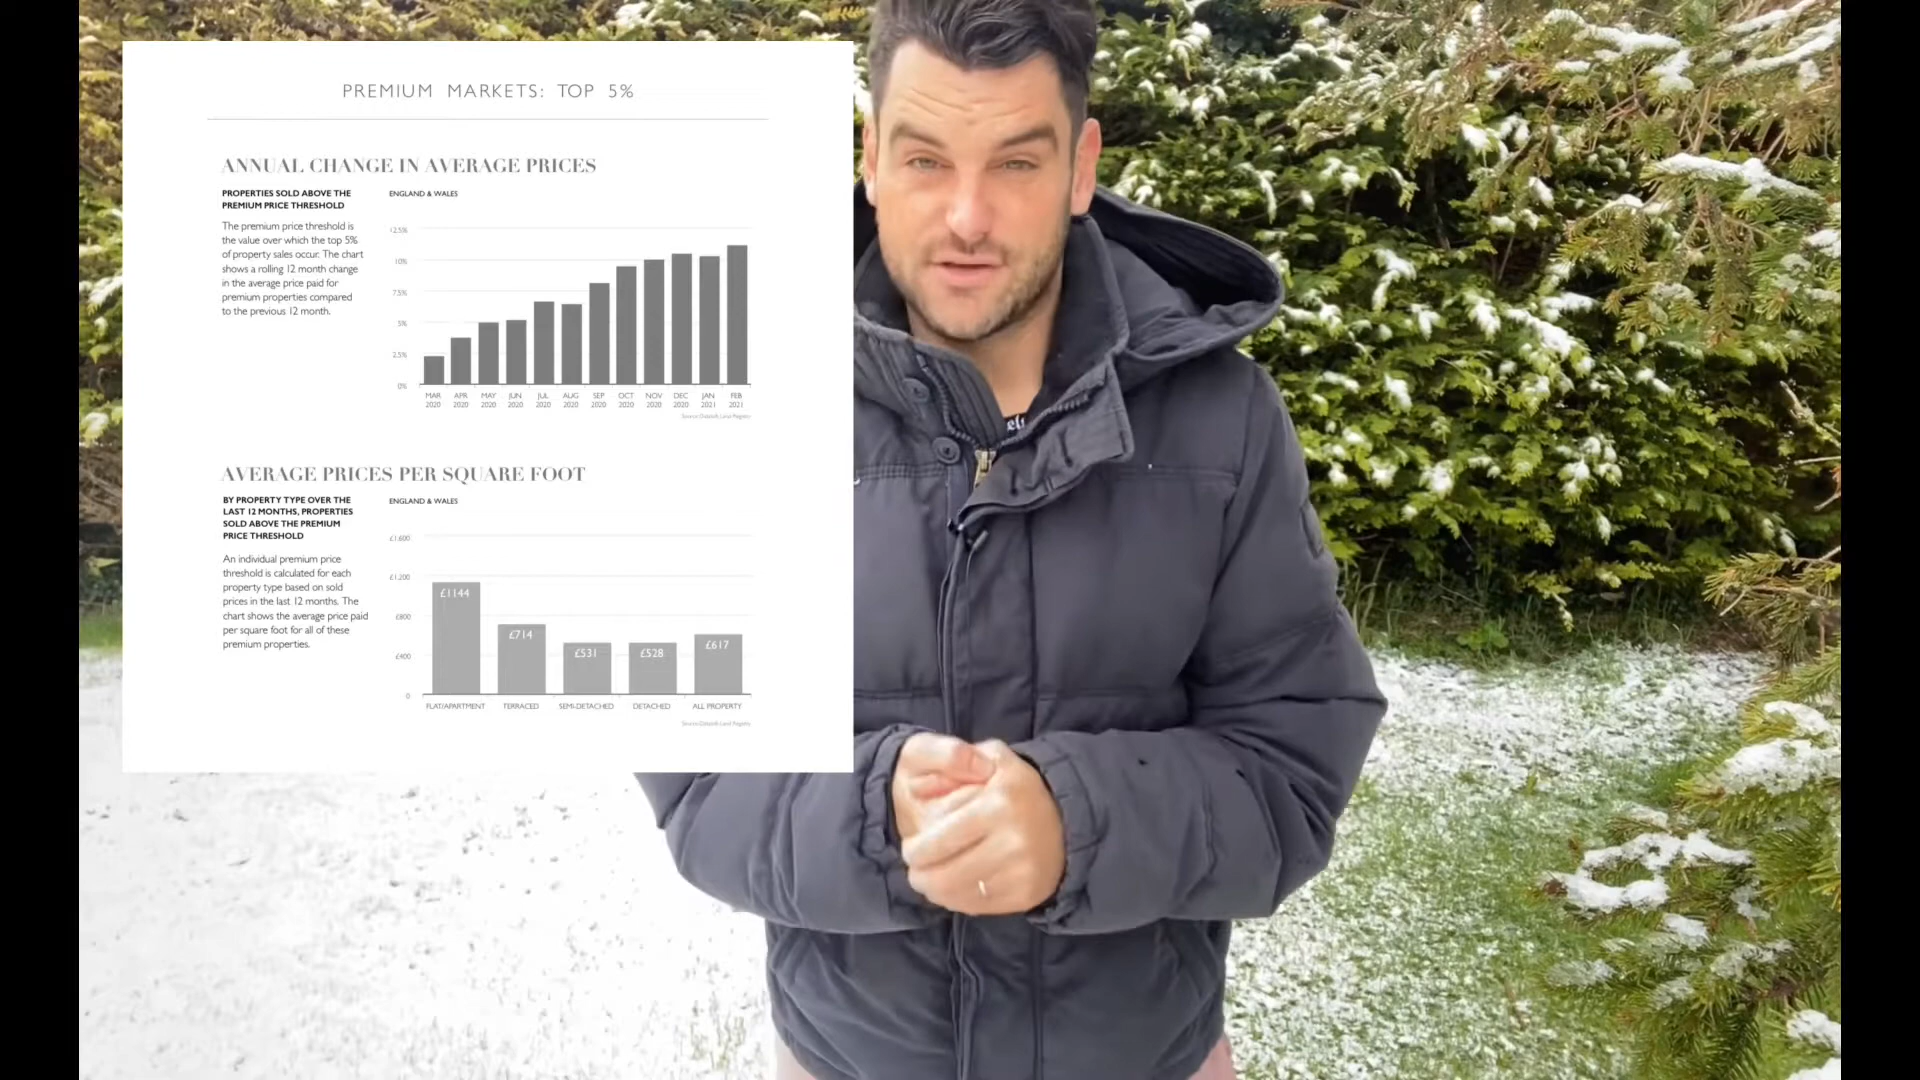 PREMIUM MARKETS: TOP 5%
ANNUAL CHANGE IN AVERAGE PRICES
PROPERTIES SOLD ABOVE THE
PREMIUM PRICE THRESHOLD
The premium price threshold is
the value over which the top 5%
of property sales occur. The chart
shows a rolling 12 month change
in the average price paid for
premium properties compared
to the previous 12 month.
ENGLAND & WALES
12.5%
10%
7.5%
5%
2.5%
0%
MAR 2020
APR 2020
MAY 2020
JUN 2020
JUL 2020
AUG 2020
SEP 2020
OCT 2020
NOV 2020
DEC 2020
JAN 2021
FEB 2021
Source: Dataloft, Land Registry
AVERAGE PRICES PER SQUARE FOOT
BY PROPERTY TYPE OVER THE
LAST 12 MONTHS, PROPERTIES
SOLD ABOVE THE PREMIUM
PRICE THRESHOLD
An individual premium price
threshold is calculated for each
property type based on sold
prices in the last 12 months. The
chart shows the average price paid
per square foot for all of these
premium properties.
ENGLAND & WALES
£1,600
£1,200
£800
£400
0
£1144
£714
£531
£528
£617
FLAT/APARTMENT
TERRACED
SEMI-DETACHED
DETACHED
ALL PROPERTY
Source: Dataloft, Land Registry